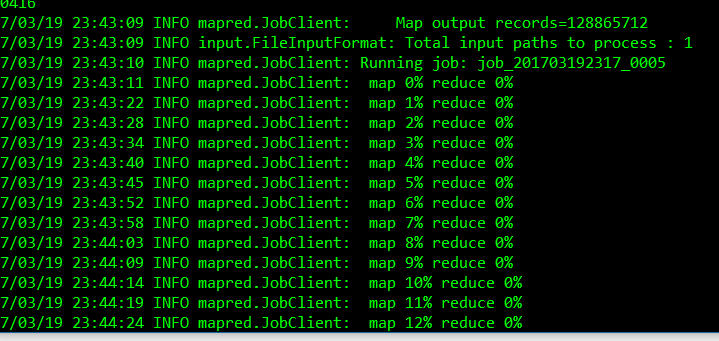 0416
7/03/19 23:43:09 INFO mapred.JobClient:     Map output records=128865712
7/03/19 23:43:09 INFO input.FileInputFormat: Total input paths to process : 1
7/03/19 23:43:10 INFO mapred.JobClient: Running job: job_201703192317_0005
7/03/19 23:43:11 INFO mapred.JobClient:  map 0% reduce 0%
7/03/19 23:43:22 INFO mapred.JobClient:  map 1% reduce 0%
7/03/19 23:43:28 INFO mapred.JobClient:  map 2% reduce 0%
7/03/19 23:43:34 INFO mapred.JobClient:  map 3% reduce 0%
7/03/19 23:43:40 INFO mapred.JobClient:  map 4% reduce 0%
7/03/19 23:43:45 INFO mapred.JobClient:  map 5% reduce 0%
7/03/19 23:43:52 INFO mapred.JobClient:  map 6% reduce 0%
7/03/19 23:43:58 INFO mapred.JobClient:  map 7% reduce 0%
7/03/19 23:44:03 INFO mapred.JobClient:  map 8% reduce 0%
7/03/19 23:44:09 INFO mapred.JobClient:  map 9% reduce 0%
7/03/19 23:44:14 INFO mapred.JobClient:  map 10% reduce 0%
7/03/19 23:44:19 INFO mapred.JobClient:  map 11% reduce 0%
7/03/19 23:44:24 INFO mapred.JobClient:  map 12% reduce 0%